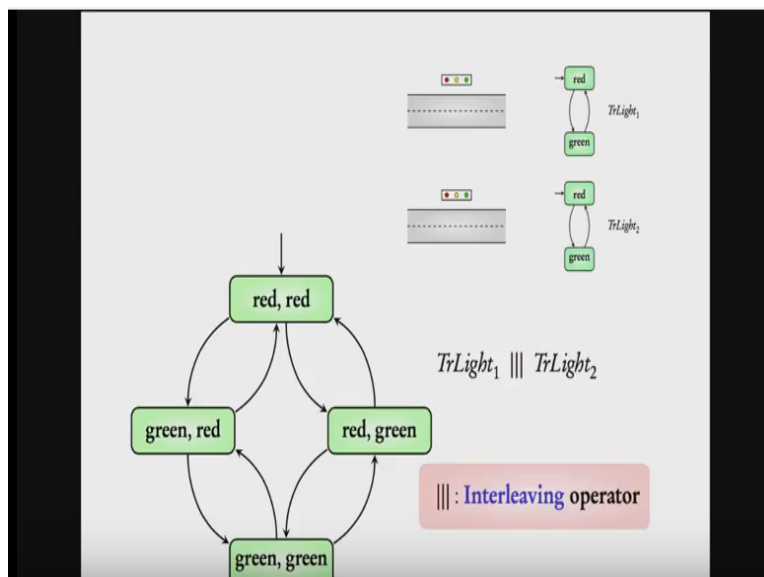 red
TrLight1
green
red
TrLight2
green
red, red
TrLight1 ||| TrLight2
green, red
red, green
||| : Interleaving operator
green, green